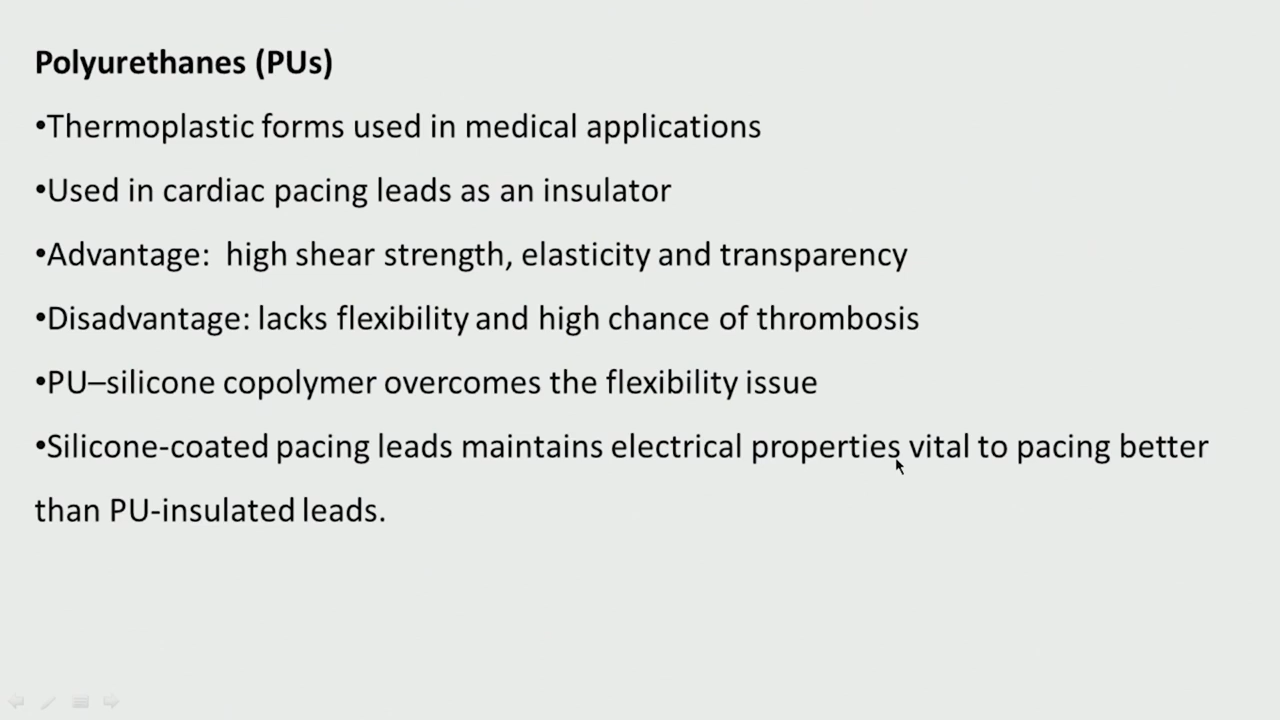 Polyurethanes (PUs)
•Thermoplastic forms used in medical applications
•Used in cardiac pacing leads as an insulator
•Advantage:  high shear strength, elasticity and transparency
•Disadvantage: lacks flexibility and high chance of thrombosis
•PU–silicone copolymer overcomes the flexibility issue
•Silicone-coated pacing leads maintains electrical properties vital to pacing better
than PU-insulated leads.